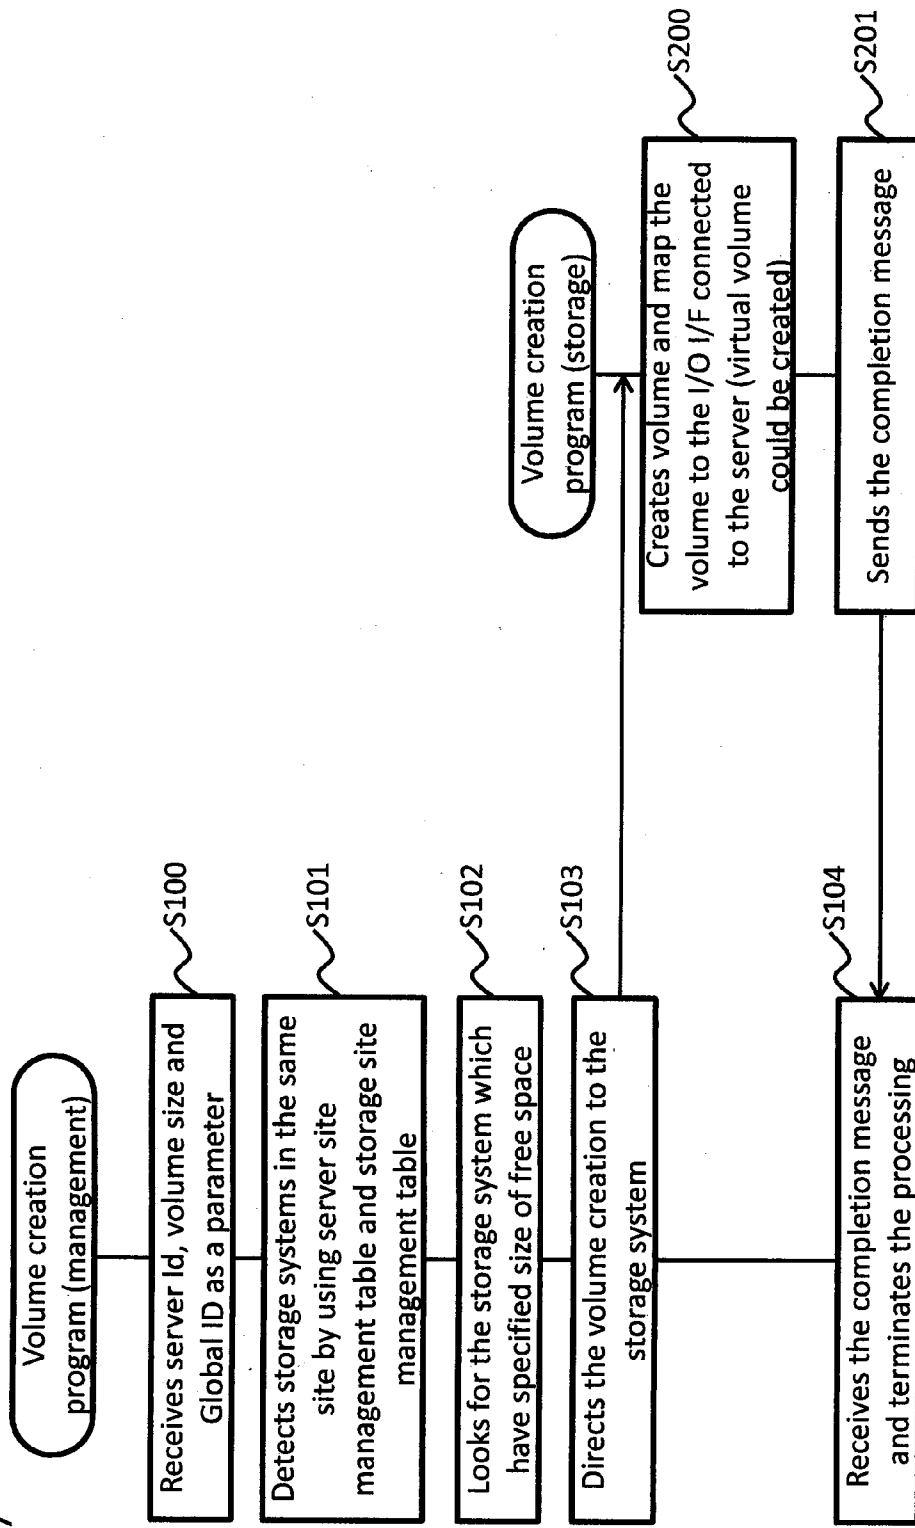 Volume creation
program (management)
Receives server Id, volume size and
Global ID as a parameter
S100
Detects storage systems in the same
site by using server site
management table and storage site
management table
S101
Looks for the storage system which
have specified size of free space
S102
Directs the volume creation to the
storage system
S103
Receives the completion message
and terminates the processing
S104
Volume creation
program (storage)
Creates volume and map the
volume to the I/O I/F connected
to the server (virtual volume
could be created)
S200
Sends the completion message
S201